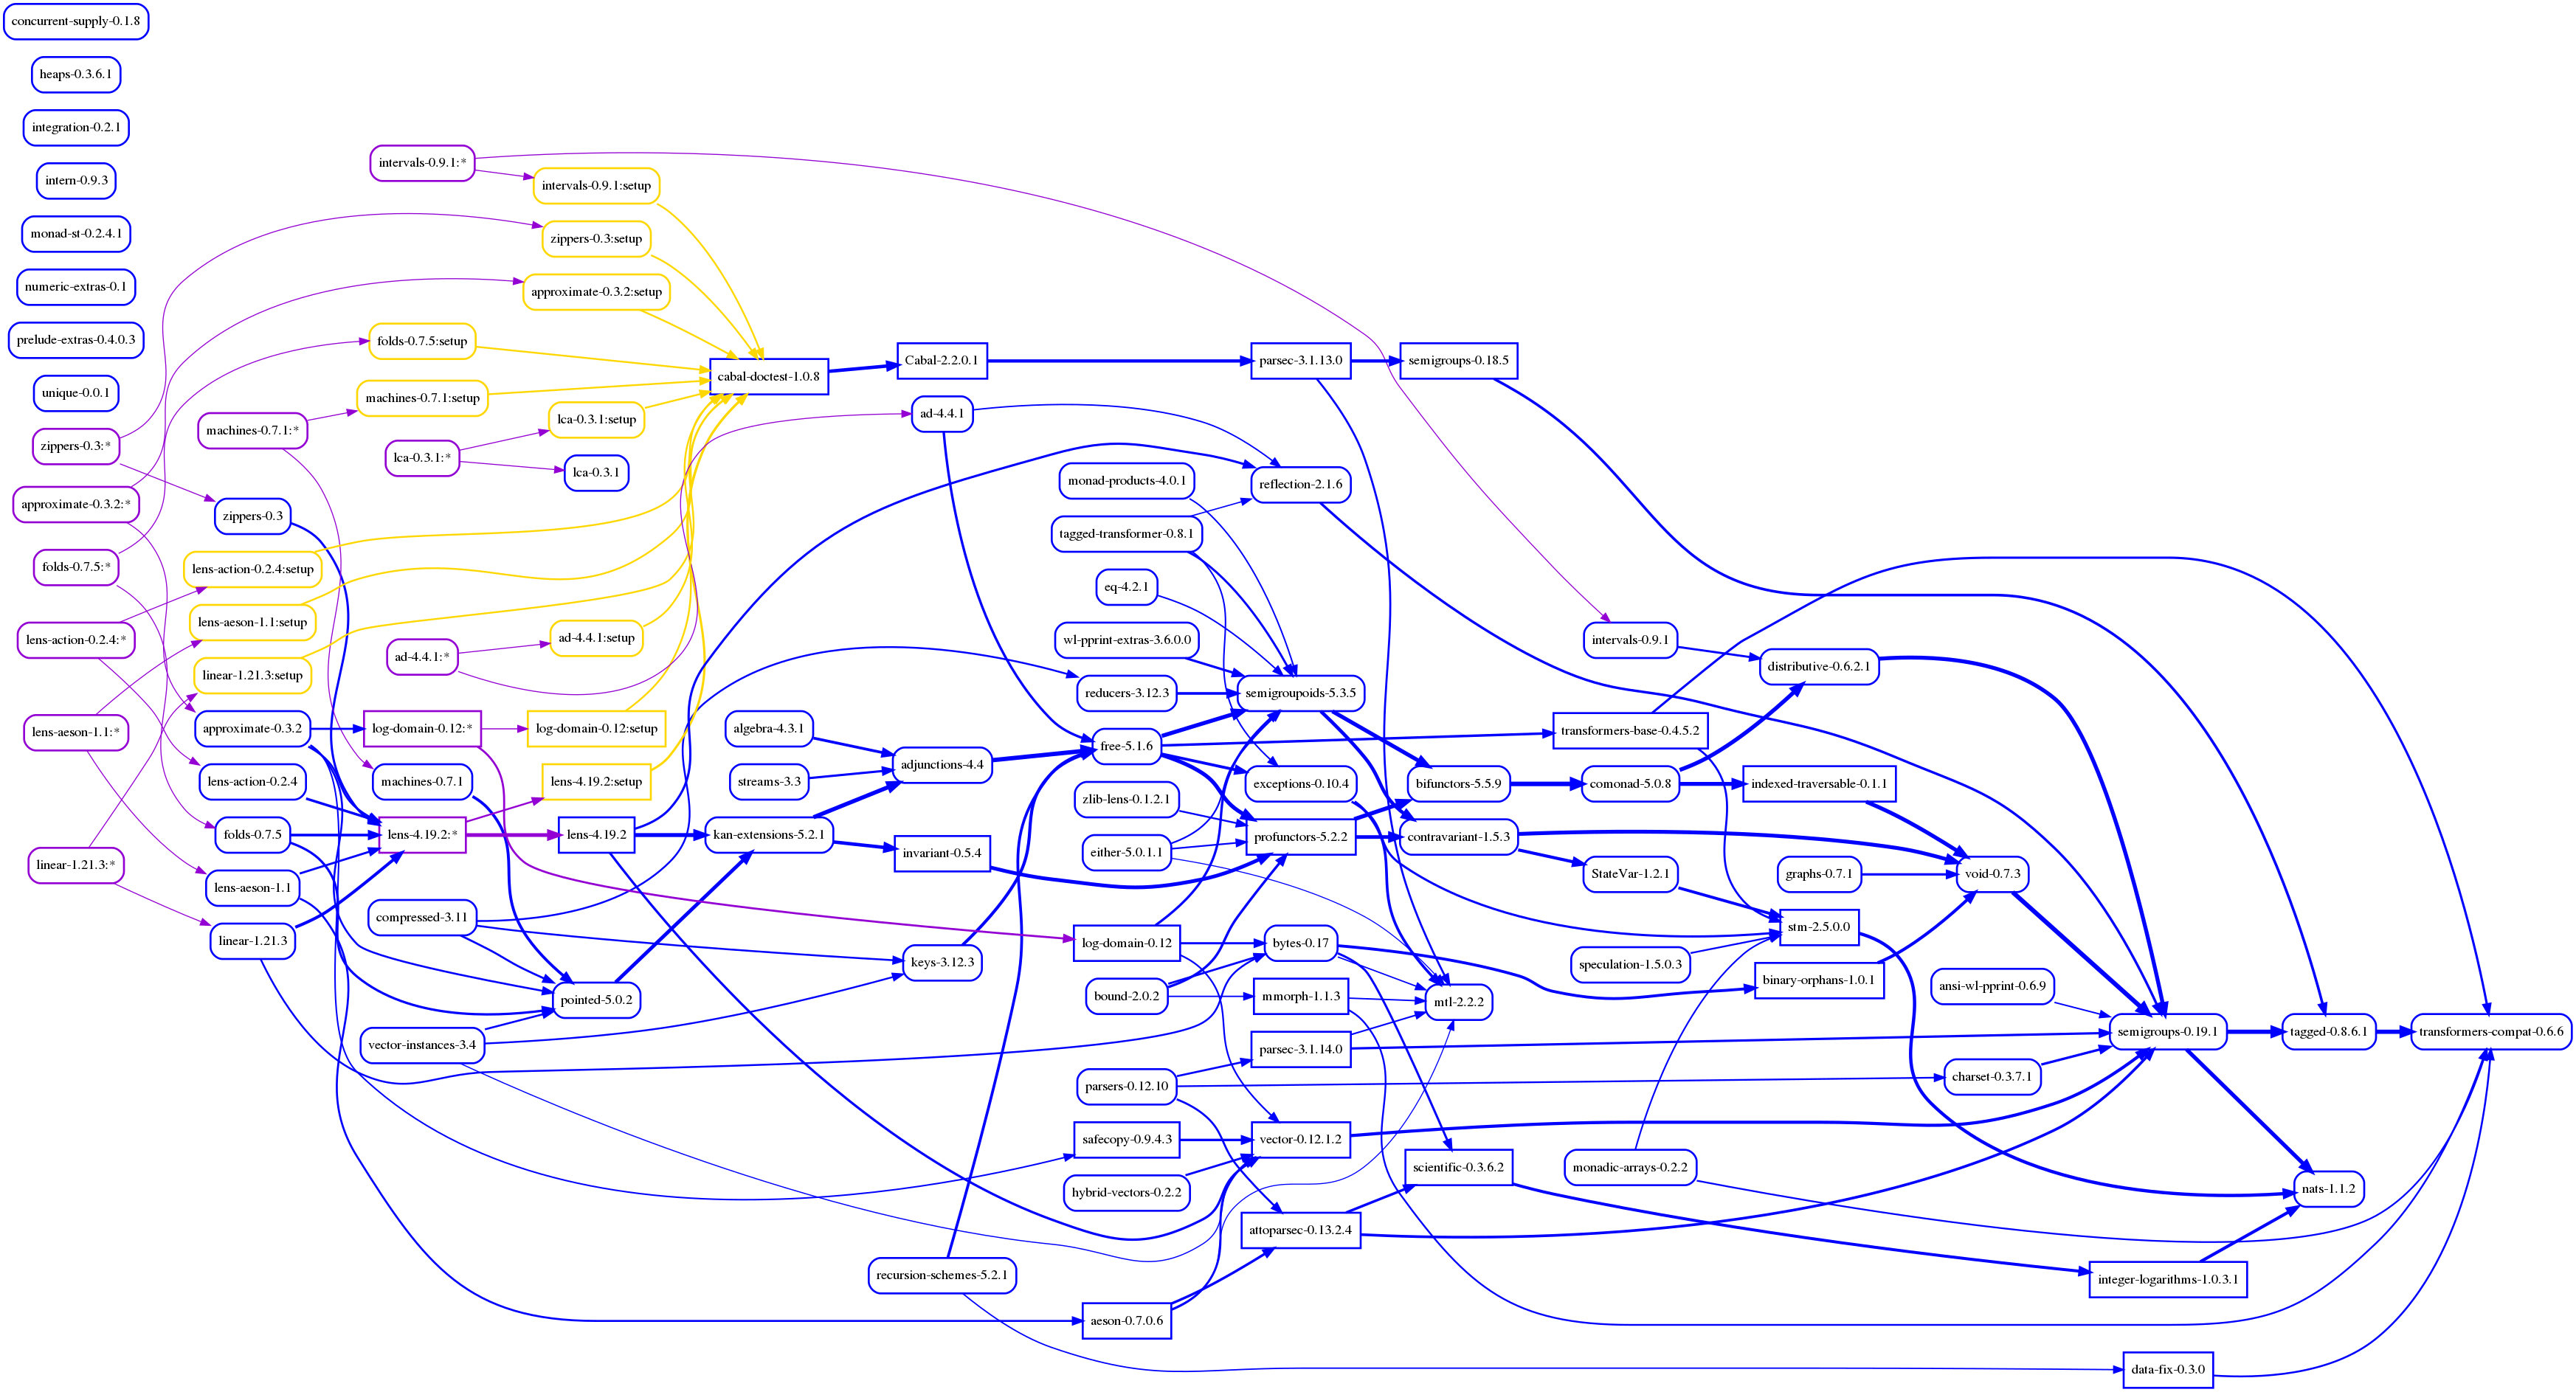 concurrent-supply-0.1.8
heaps-0.3.6.1
integration-0.2.1
intern-0.9.3
monad-st-0.2.4.1
numeric-extras-0.1
prelude-extras-0.4.0.3
unique-0.0.1
zippers-0.3:*
approximate-0.3.2:*
folds-0.7.5:*
lens-action-0.2.4:*
lens-aeson-1.1:*
linear-1.21.3:*
machines-0.7.1:*
zippers-0.3
lens-action-0.2.4:setup
lens-aeson-1.1:setup
linear-1.21.3:setup
approximate-0.3.2
lens-action-0.2.4
folds-0.7.5
lens-aeson-1.1
linear-1.21.3
intervals-0.9.1:*
folds-0.7.5:setup
machines-0.7.1:setup
lca-0.3.1:*
ad-4.4.1:*
log-domain-0.12:*
machines-0.7.1
lens-4.19.2:*
compressed-3.11
vector-instances-3.4
intervals-0.9.1:setup
zippers-0.3:setup
approximate-0.3.2:setup
lca-0.3.1:setup
lca-0.3.1
ad-4.4.1:setup
log-domain-0.12:setup
lens-4.19.2:setup
lens-4.19.2
pointed-5.0.2
cabal-doctest-1.0.8
algebra-4.3.1
streams-3.3
kan-extensions-5.2.1
Cabal-2.2.0.1
ad-4.4.1
adjunctions-4.4
invariant-0.5.4
keys-3.12.3
recursion-schemes-5.2.1
monad-products-4.0.1
tagged-transformer-0.8.1
eq-4.2.1
wl-pprint-extras-3.6.0.0
reducers-3.12.3
free-5.1.6
zlib-lens-0.1.2.1
either-5.0.1.1
log-domain-0.12
bound-2.0.2
parsers-0.12.10
safecopy-0.9.4.3
hybrid-vectors-0.2.2
aeson-0.7.0.6
parsec-3.1.13.0
reflection-2.1.6
semigroupoids-5.3.5
exceptions-0.10.4
profunctors-5.2.2
bytes-0.17
mmorph-1.1.3
parsec-3.1.14.0
vector-0.12.1.2
attoparsec-0.13.2.4
semigroups-0.18.5
bifunctors-5.5.9
contravariant-1.5.3
mtl-2.2.2
scientific-0.3.6.2
intervals-0.9.1
transformers-base-0.4.5.2
comonad-5.0.8
StateVar-1.2.1
speculation-1.5.0.3
monadic-arrays-0.2.2
distributive-0.6.2.1
indexed-traversable-0.1.1
graphs-0.7.1
stm-2.5.0.0
binary-orphans-1.0.1
void-0.7.3
ansi-wl-pprint-0.6.9
charset-0.3.7.1
semigroups-0.19.1
integer-logarithms-1.0.3.1
data-fix-0.3.0
tagged-0.8.6.1
nats-1.1.2
transformers-compat-0.6.6